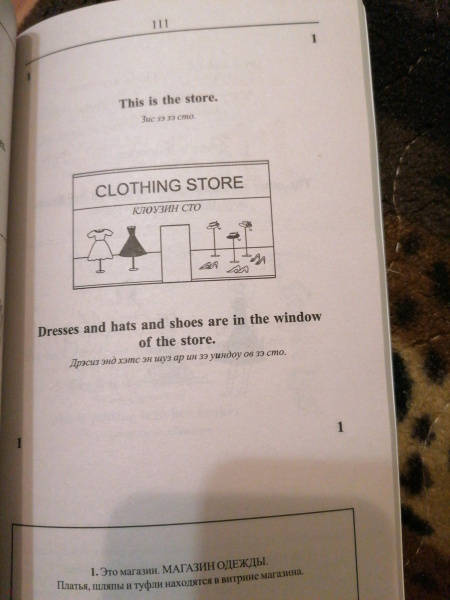 111
1
1
This is the store.
Зис зэ зэ сто.
CLOTHING STORE
КЛОУЗИН СТО
Dresses and hats and shoes are in the window
of the store.
Дрэсиз энд хэтс эн шуз ар ин зэ уиндоу ов зэ сто.
1
1
1. Это магазин. МАГАЗИН ОДЕЖДЫ.
Платья, шляпы и туфли находятся в витрине магазина.